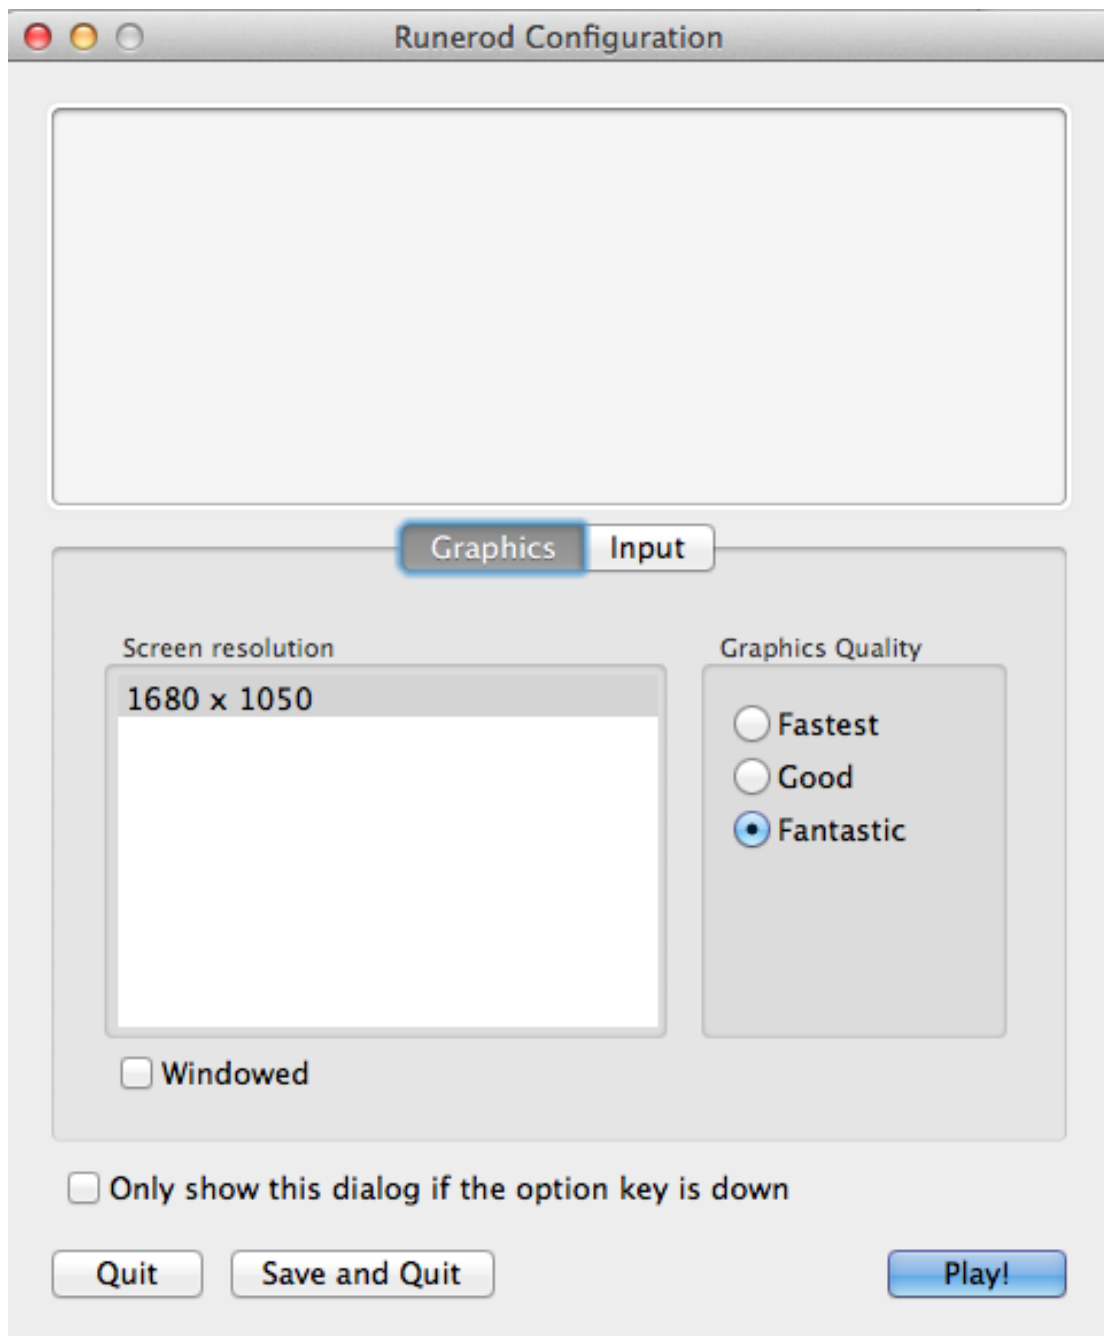 Runerod Configuration
Graphics Input
Screen resolution
Graphics Quality
1680 x 1050
Fastest
Good
Fantastic
Windowed
Only show this dialog if the option key is down
Quit Save and Quit Play!